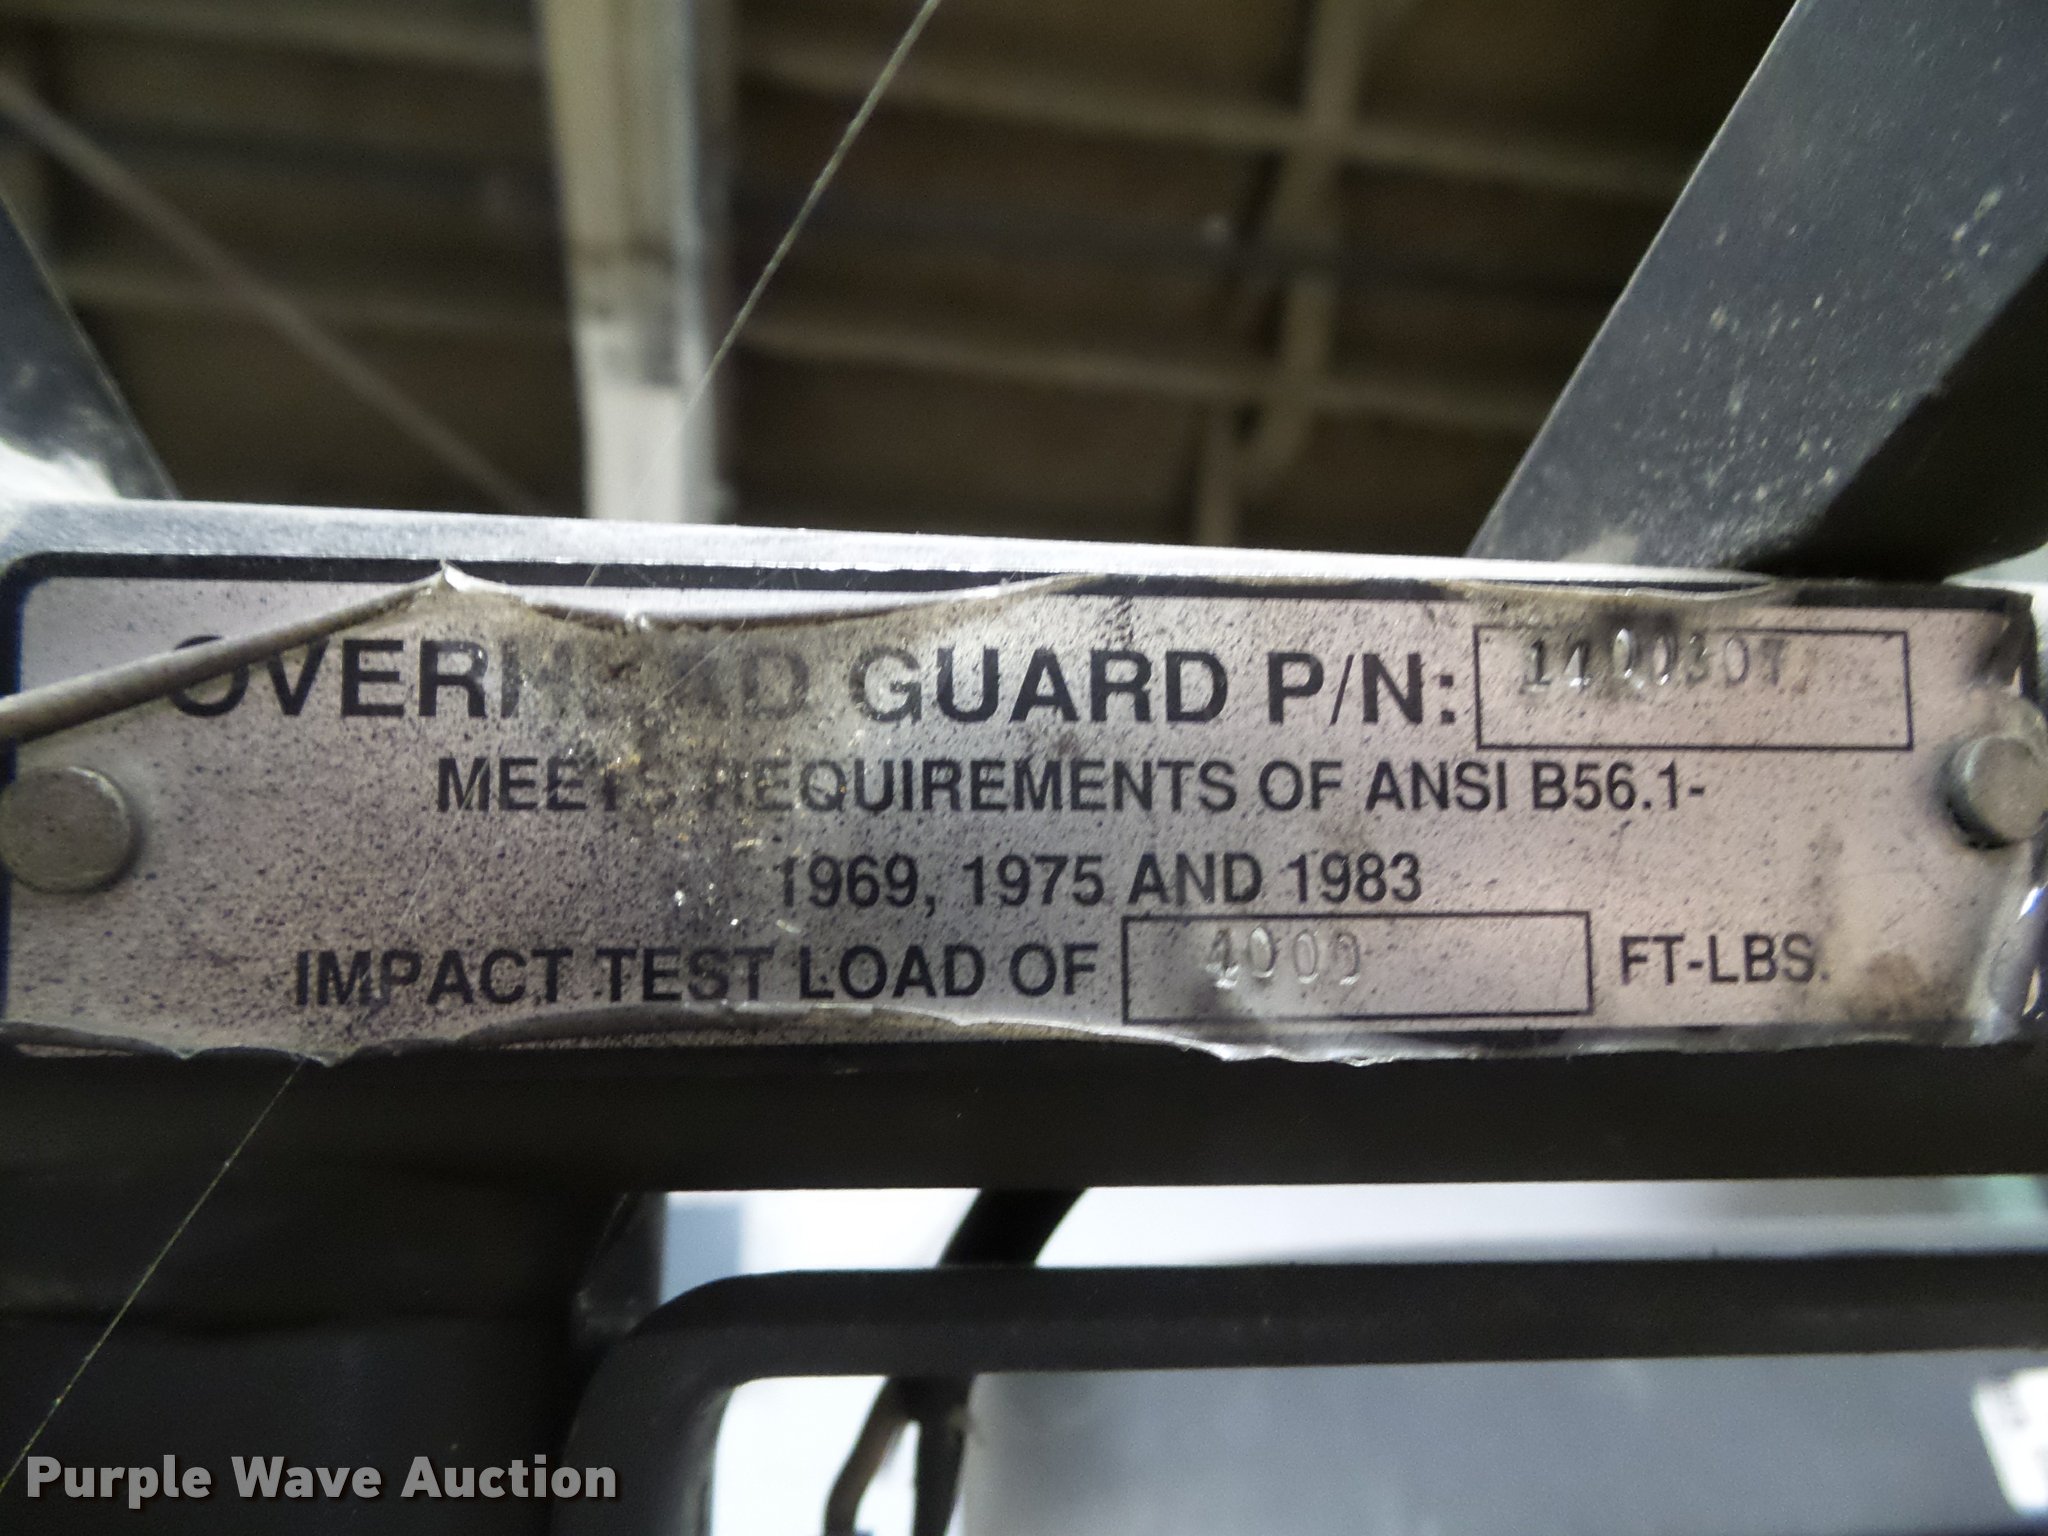 OVERHEAD GUARD P/N:
MEETS REQUIREMENTS OF ANSI B56.1-
1969, 1975 AND 1983
IMPACT TEST LOAD OF 4000 FT-LBS.
Purple Wave Auction